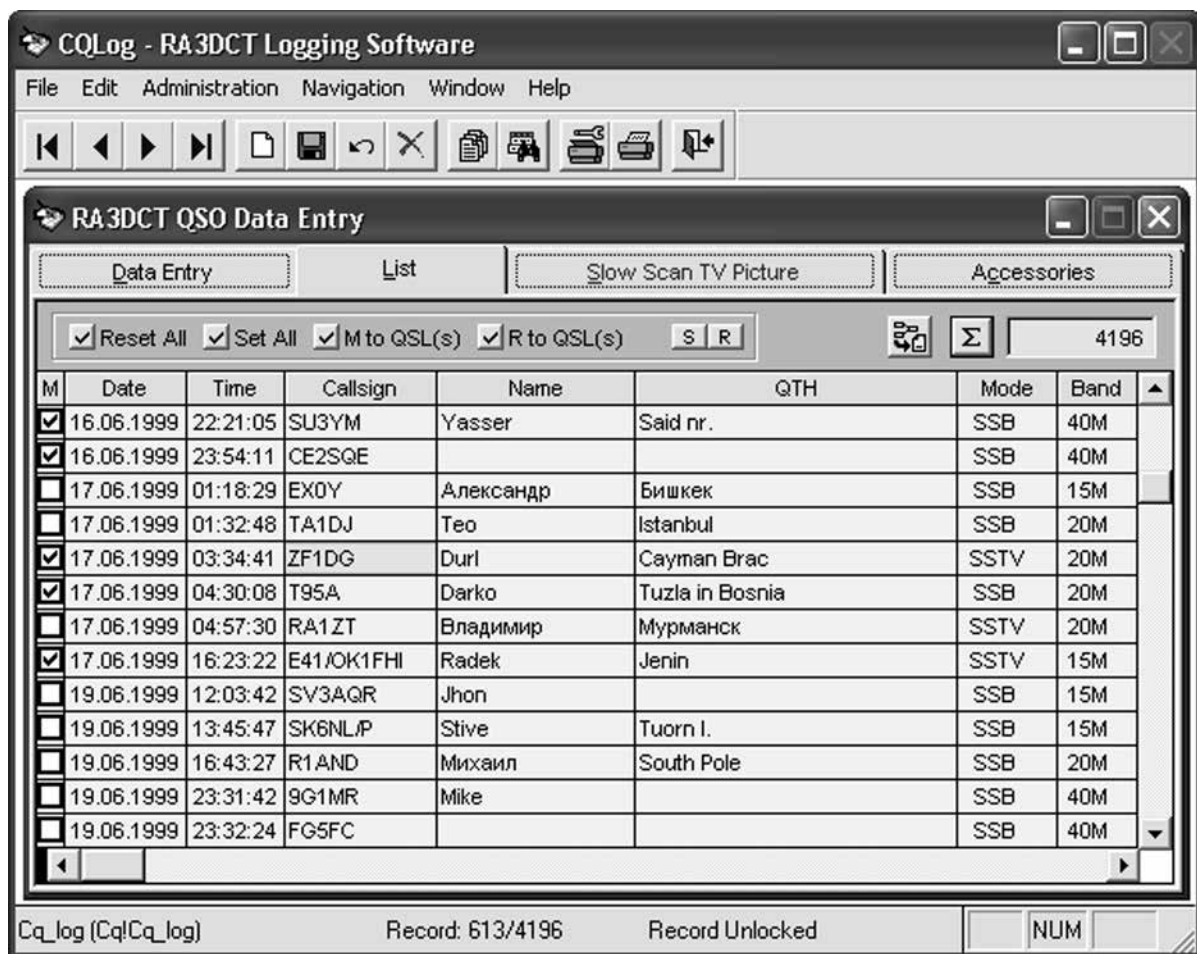 CQLog - RA3DCT Logging Software
File Edit Administration Navigation Window Help
RA3DCT QSO Data Entry
Data Entry List Slow Scan TV Picture Accessories
Reset All Set All M to QSL(s) R to QSL(s) S R Σ 4196
M Date Time Callsign Name QTH Mode Band
16.06.1999 22:21:05 SU3YM Yasser Said nr. SSB 40M
16.06.1999 23:54:11 CE2SQE SSB 40M
17.06.1999 01:18:29 EX0Y Александр Бишкек SSB 15M
17.06.1999 01:32:48 TA1DJ Teo Istanbul SSB 20M
17.06.1999 03:34:41 ZF1DG Durl Cayman Brac SSTV 20M
17.06.1999 04:30:08 T95A Darko Tuzla in Bosnia SSB 20M
17.06.1999 04:57:30 RA1ZT Владимир Мурманск SSTV 20M
17.06.1999 16:23:22 E41/OK1FHI Radek Jenin SSTV 15M
19.06.1999 12:03:42 SV3AQR Jhon SSB 15M
19.06.1999 13:45:47 SK6NL/P Stive Tuorn I. SSB 15M
19.06.1999 16:43:27 R1AND Михаил South Pole SSB 20M
19.06.1999 23:31:42 9G1MR Mike SSB 40M
19.06.1999 23:32:24 FG5FC SSB 40M
Cq_log (Cq!Cq_log) Record: 613/4196 Record Unlocked NUM